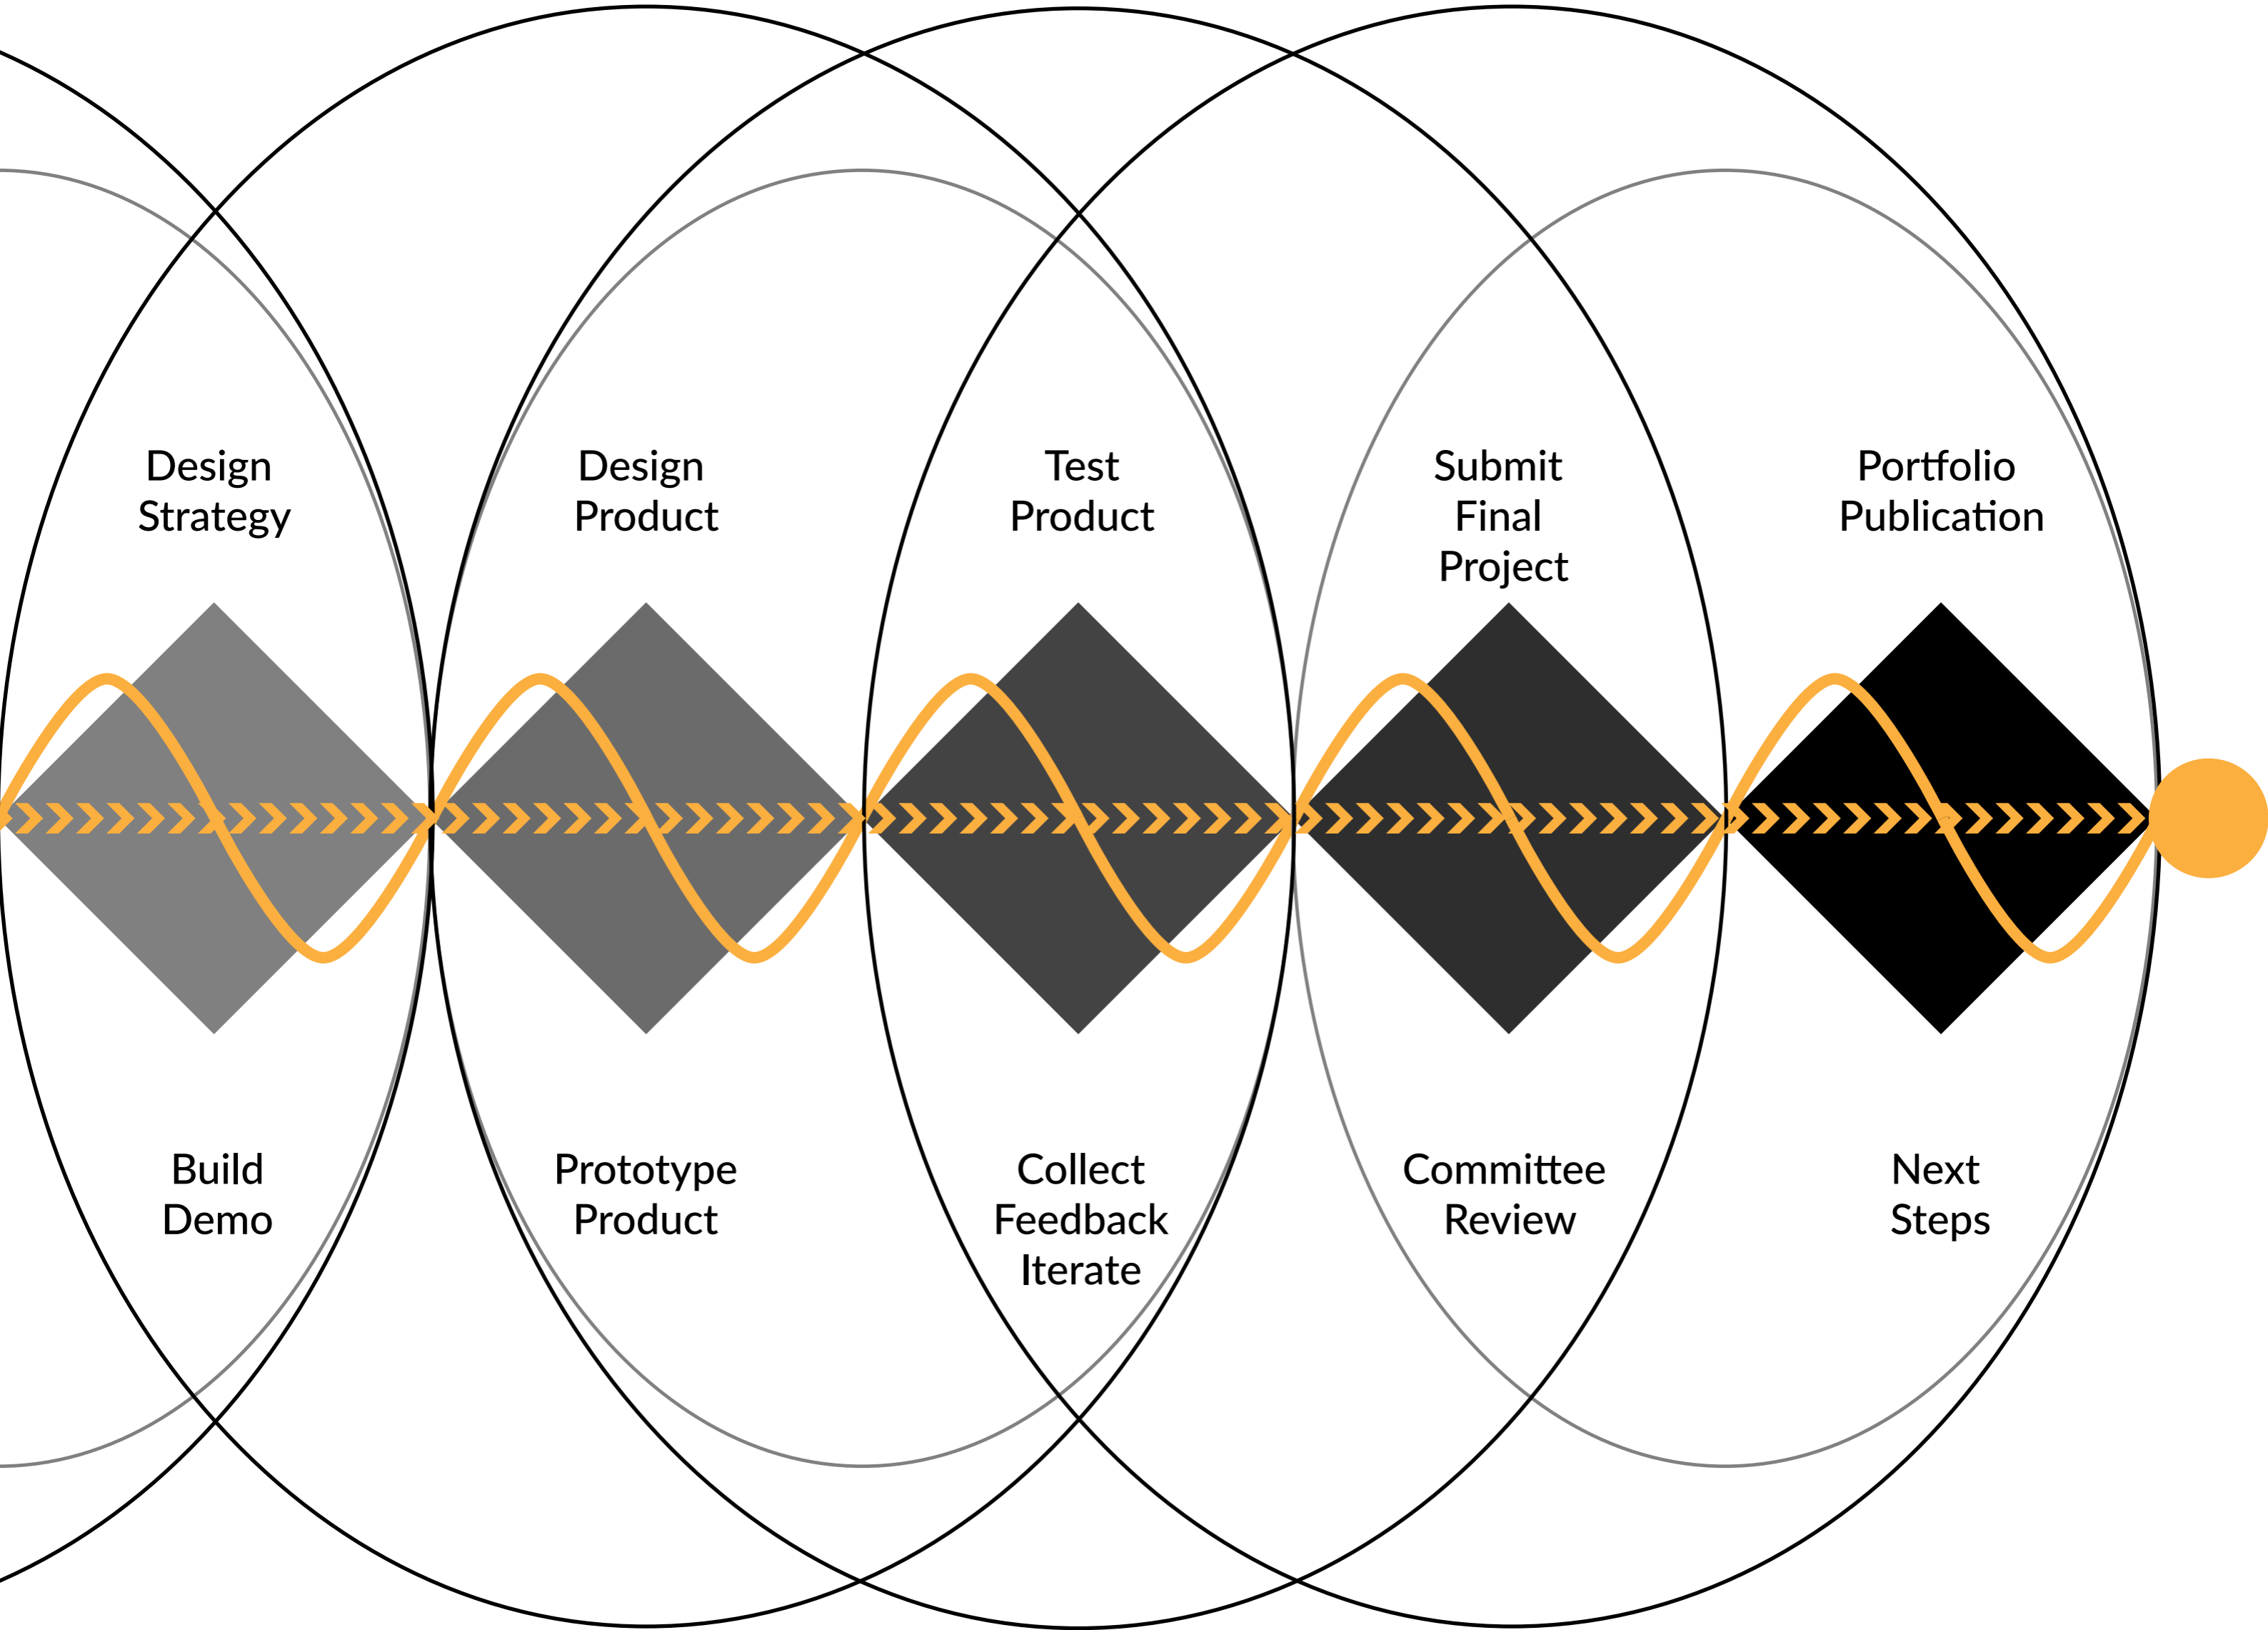 Design
Strategy
Design
Product
Test
Product
Submit
Final
Project
Portfolio
Publication
Build
Demo
Prototype
Product
Collect
Feedback
Iterate
Committee
Review
Next
Steps